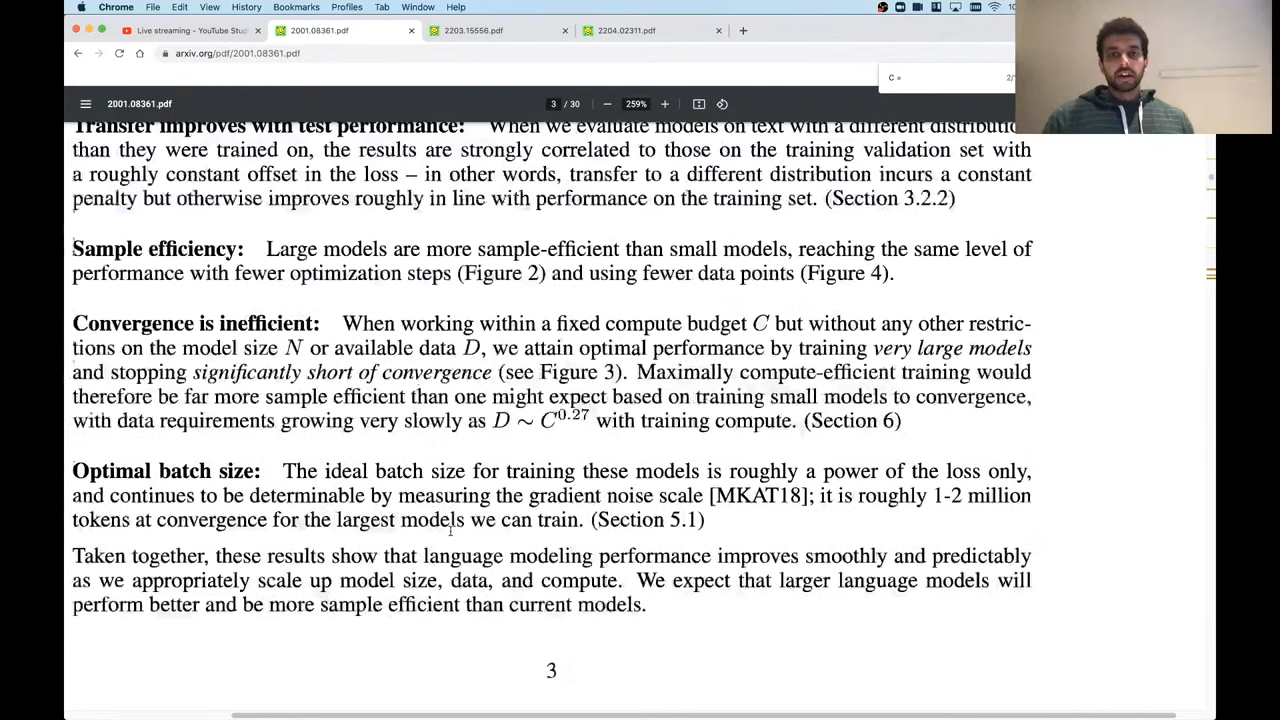 Chrome File Edit View History Bookmarks Profiles Tab Window Help
Live streaming - YouTube Stud
2001.08361.pdf
2203.15556.pdf
2204.02311.pdf
arxiv.org/pdf/2001.08361.pdf
C =
2/
2001.08361.pdf
3 / 30
259%
Transfer improves with test performance: When we evaluate models on text with a different distributio
than they were trained on, the results are strongly correlated to those on the training validation set with
a roughly constant offset in the loss – in other words, transfer to a different distribution incurs a constant
penalty but otherwise improves roughly in line with performance on the training set. (Section 3.2.2)
Sample efficiency: Large models are more sample-efficient than small models, reaching the same level of
performance with fewer optimization steps (Figure 2) and using fewer data points (Figure 4).
Convergence is inefficient: When working within a fixed compute budget C but without any other restric-
tions on the model size N or available data D, we attain optimal performance by training very large models
and stopping significantly short of convergence (see Figure 3). Maximally compute-efficient training would
therefore be far more sample efficient than one might expect based on training small models to convergence,
with data requirements growing very slowly as D ∼ C^0.27 with training compute. (Section 6)
Optimal batch size: The ideal batch size for training these models is roughly a power of the loss only,
and continues to be determinable by measuring the gradient noise scale [MKAT18]; it is roughly 1-2 million
tokens at convergence for the largest models we can train. (Section 5.1)
Taken together, these results show that language modeling performance improves smoothly and predictably
as we appropriately scale up model size, data, and compute. We expect that larger language models will
perform better and be more sample efficient than current models.
3